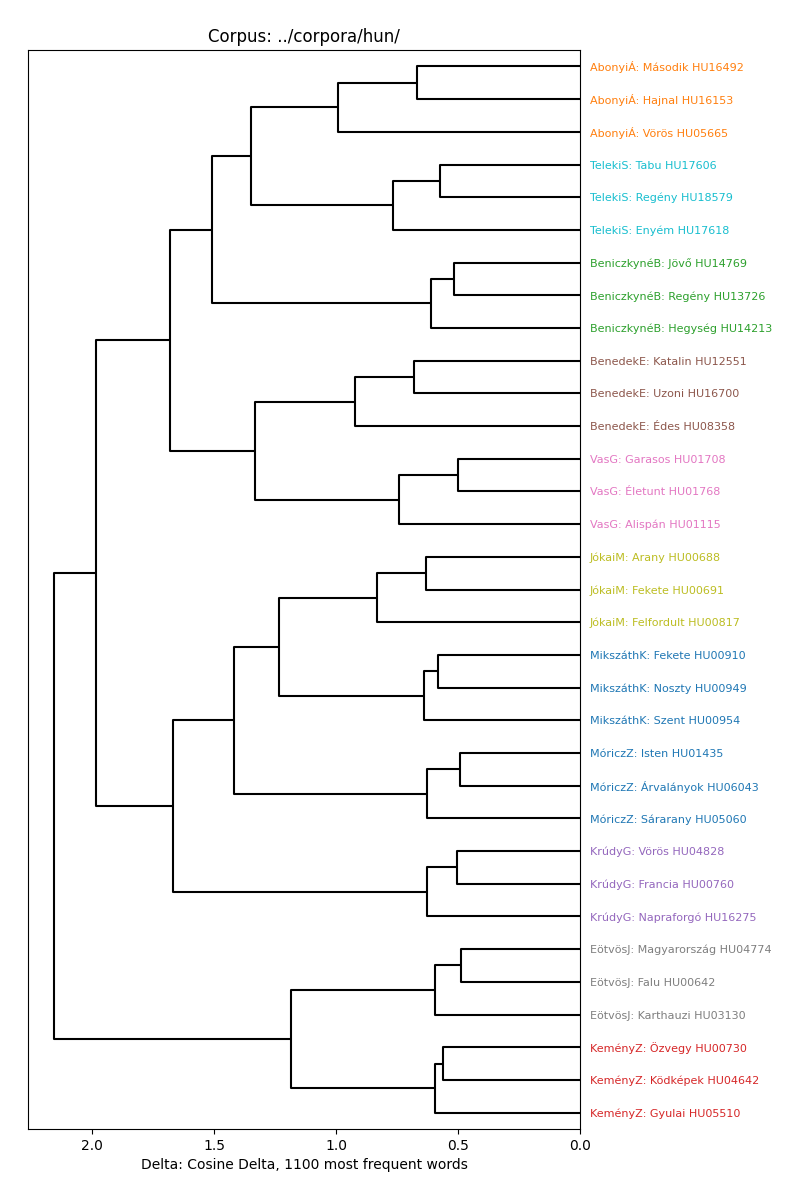 Corpus: ../corpora/hun/
AbonyiÁ: Második HU16492
AbonyiÁ: Hajnal HU16153
AbonyiÁ: Vörös HU05665
TelekiS: Tabu HU17606
TelekiS: Regény HU18579
TelekiS: Enyém HU17618
BeniczkynéB: Jövő HU14769
BeniczkynéB: Regény HU13726
BeniczkynéB: Hegység HU14213
BenedekE: Katalin HU12551
BenedekE: Uzoni HU16700
BenedekE: Édes HU08358
VasG: Garasos HU01708
VasG: Életunt HU01768
VasG: Alispán HU01115
JókaiM: Arany HU00688
JókaiM: Fekete HU00691
JókaiM: Felfordult HU00817
MikszáthK: Fekete HU00910
MikszáthK: Noszty HU00949
MikszáthK: Szent HU00954
MóriczZ: Isten HU01435
MóriczZ: Árvalányok HU06043
MóriczZ: Sárarany HU05060
KrúdyG: Vörös HU04828
KrúdyG: Francia HU00760
KrúdyG: Napraforgó HU16275
EötvösJ: Magyarország HU04774
EötvösJ: Falu HU00642
EötvösJ: Karthauzi HU03130
KeményZ: Özvegy HU00730
KeményZ: Ködképek HU04642
KeményZ: Gyulai HU05510
2.0 1.5 1.0 0.5 0.0
Delta: Cosine Delta, 1100 most frequent words